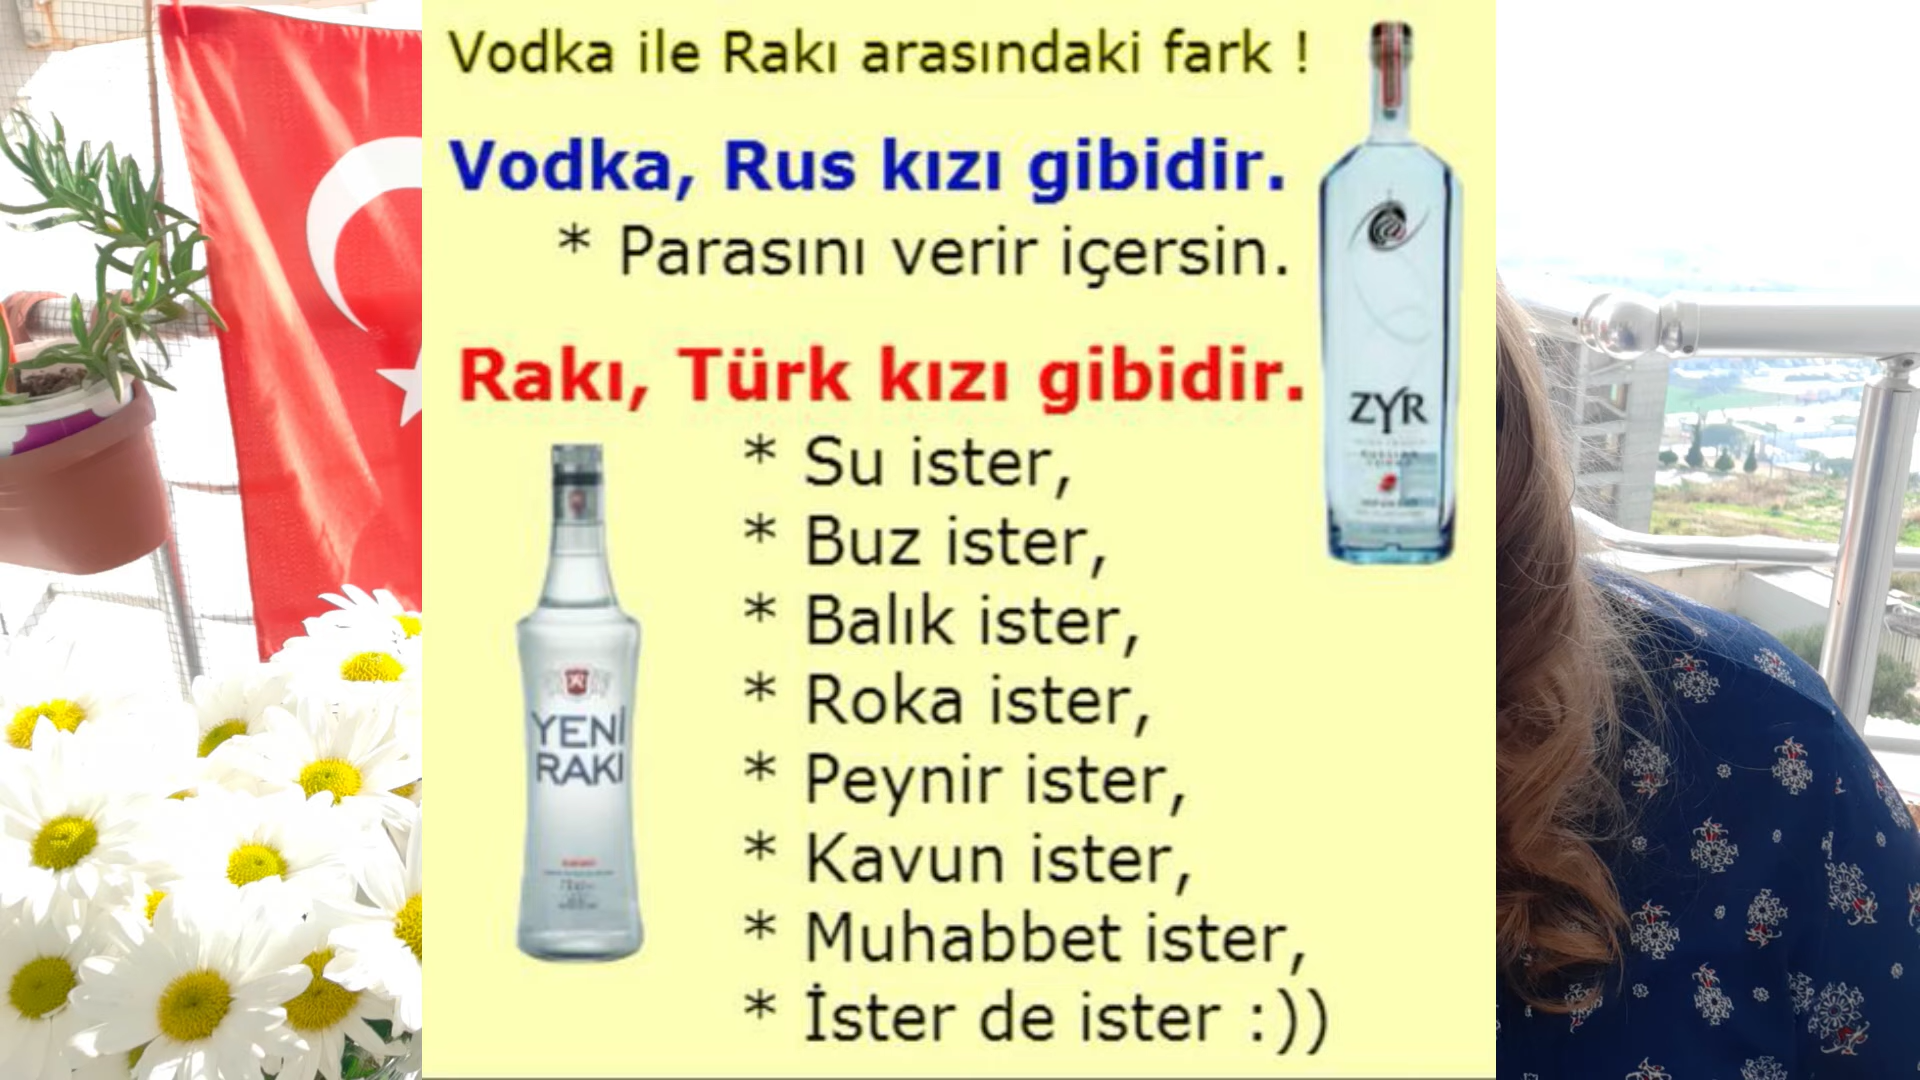 Vodka ile Rakı arasındaki fark !
Vodka, Rus kızı gibidir.
* Parasını verir içersin.
Rakı, Türk kızı gibidir.
* Su ister,
* Buz ister,
* Balık ister,
* Roka ister,
* Peynir ister,
* Kavun ister,
* Muhabbet ister,
* İster de ister :))
ZYR
YENİ
RAKI